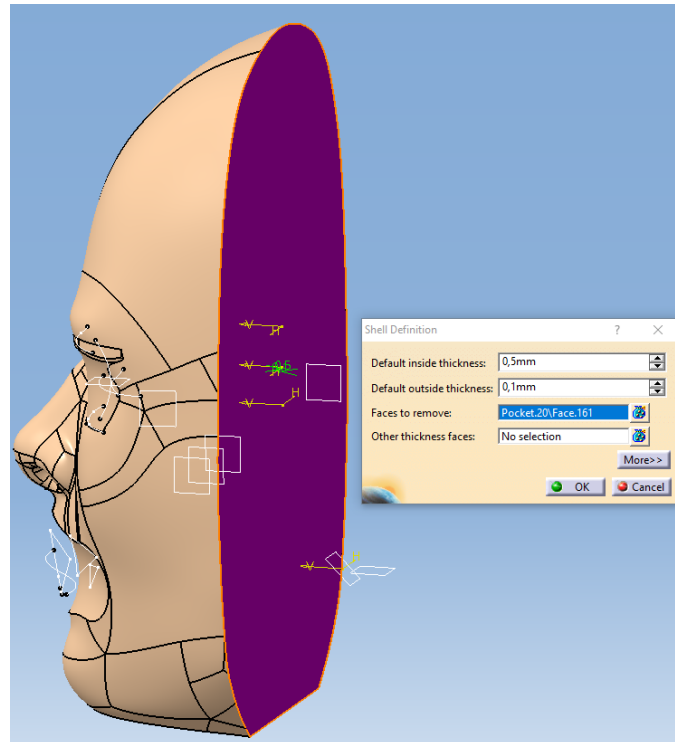 Shell Definition ? ×
Default inside thickness: 0,5mm
Default outside thickness: 0,1mm
Faces to remove: Pocket.20\Face.161
Other thickness faces: No selection
More>>
OK Cancel
V
H
V
H
V
H